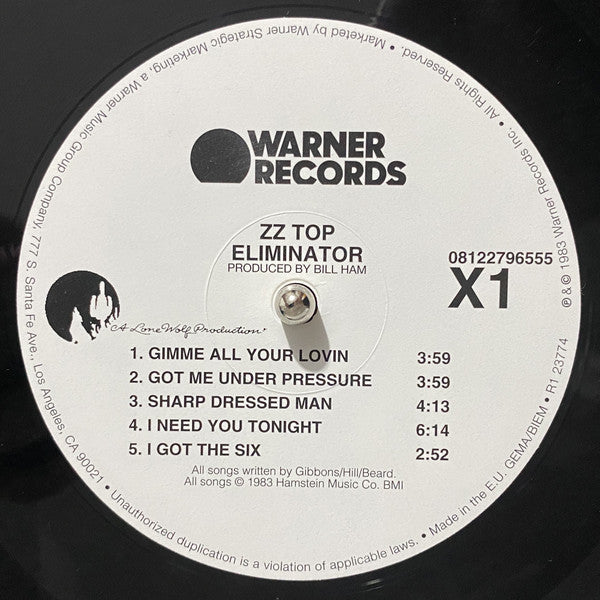 WARNER
RECORDS
ZZ TOP
ELIMINATOR
PRODUCED BY BILL HAM
08122796555
X1
A Lone Wolf Production
1. GIMME ALL YOUR LOVIN 3:59
2. GOT ME UNDER PRESSURE 3:59
3. SHARP DRESSED MAN 4:13
4. I NEED YOU TONIGHT 6:14
5. I GOT THE SIX 2:52
All songs written by Gibbons/Hill/Beard.
All songs © 1983 Hamstein Music Co. BMI
℗ & © 1983 Warner Records Inc. • All Rights Reserved. • Marketed by Warner Strategic Marketing, a Warner Music Group Company, 777 S. Santa Fe Ave., Los Angeles, CA 90021 • Unauthorized duplication is a violation of applicable laws. • Made in the E.U. GEMA/BIEM • R1 23774